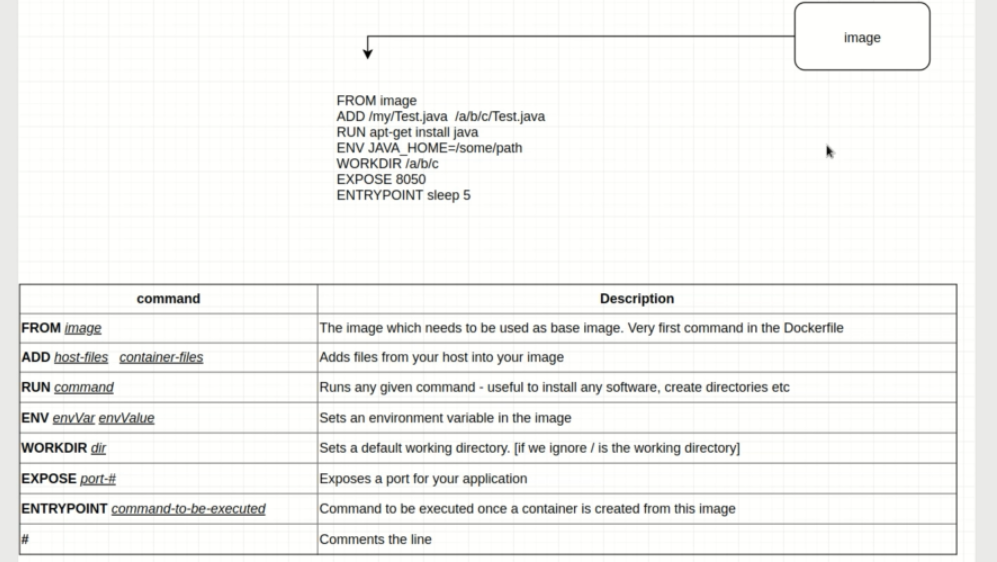 image
FROM image
ADD /my/Test.java  /a/b/c/Test.java
RUN apt-get install java
ENV JAVA_HOME=/some/path
WORKDIR /a/b/c
EXPOSE 8050
ENTRYPOINT sleep 5
command Description
FROM image The image which needs to be used as base image. Very first command in the Dockerfile
ADD host-files  container-files Adds files from your host into your image
RUN command Runs any given command - useful to install any software, create directories etc
ENV envVar envValue Sets an environment variable in the image
WORKDIR dir Sets a default working directory. [if we ignore / is the working directory]
EXPOSE port-# Exposes a port for your application
ENTRYPOINT command-to-be-executed Command to be executed once a container is created from this image
# Comments the line